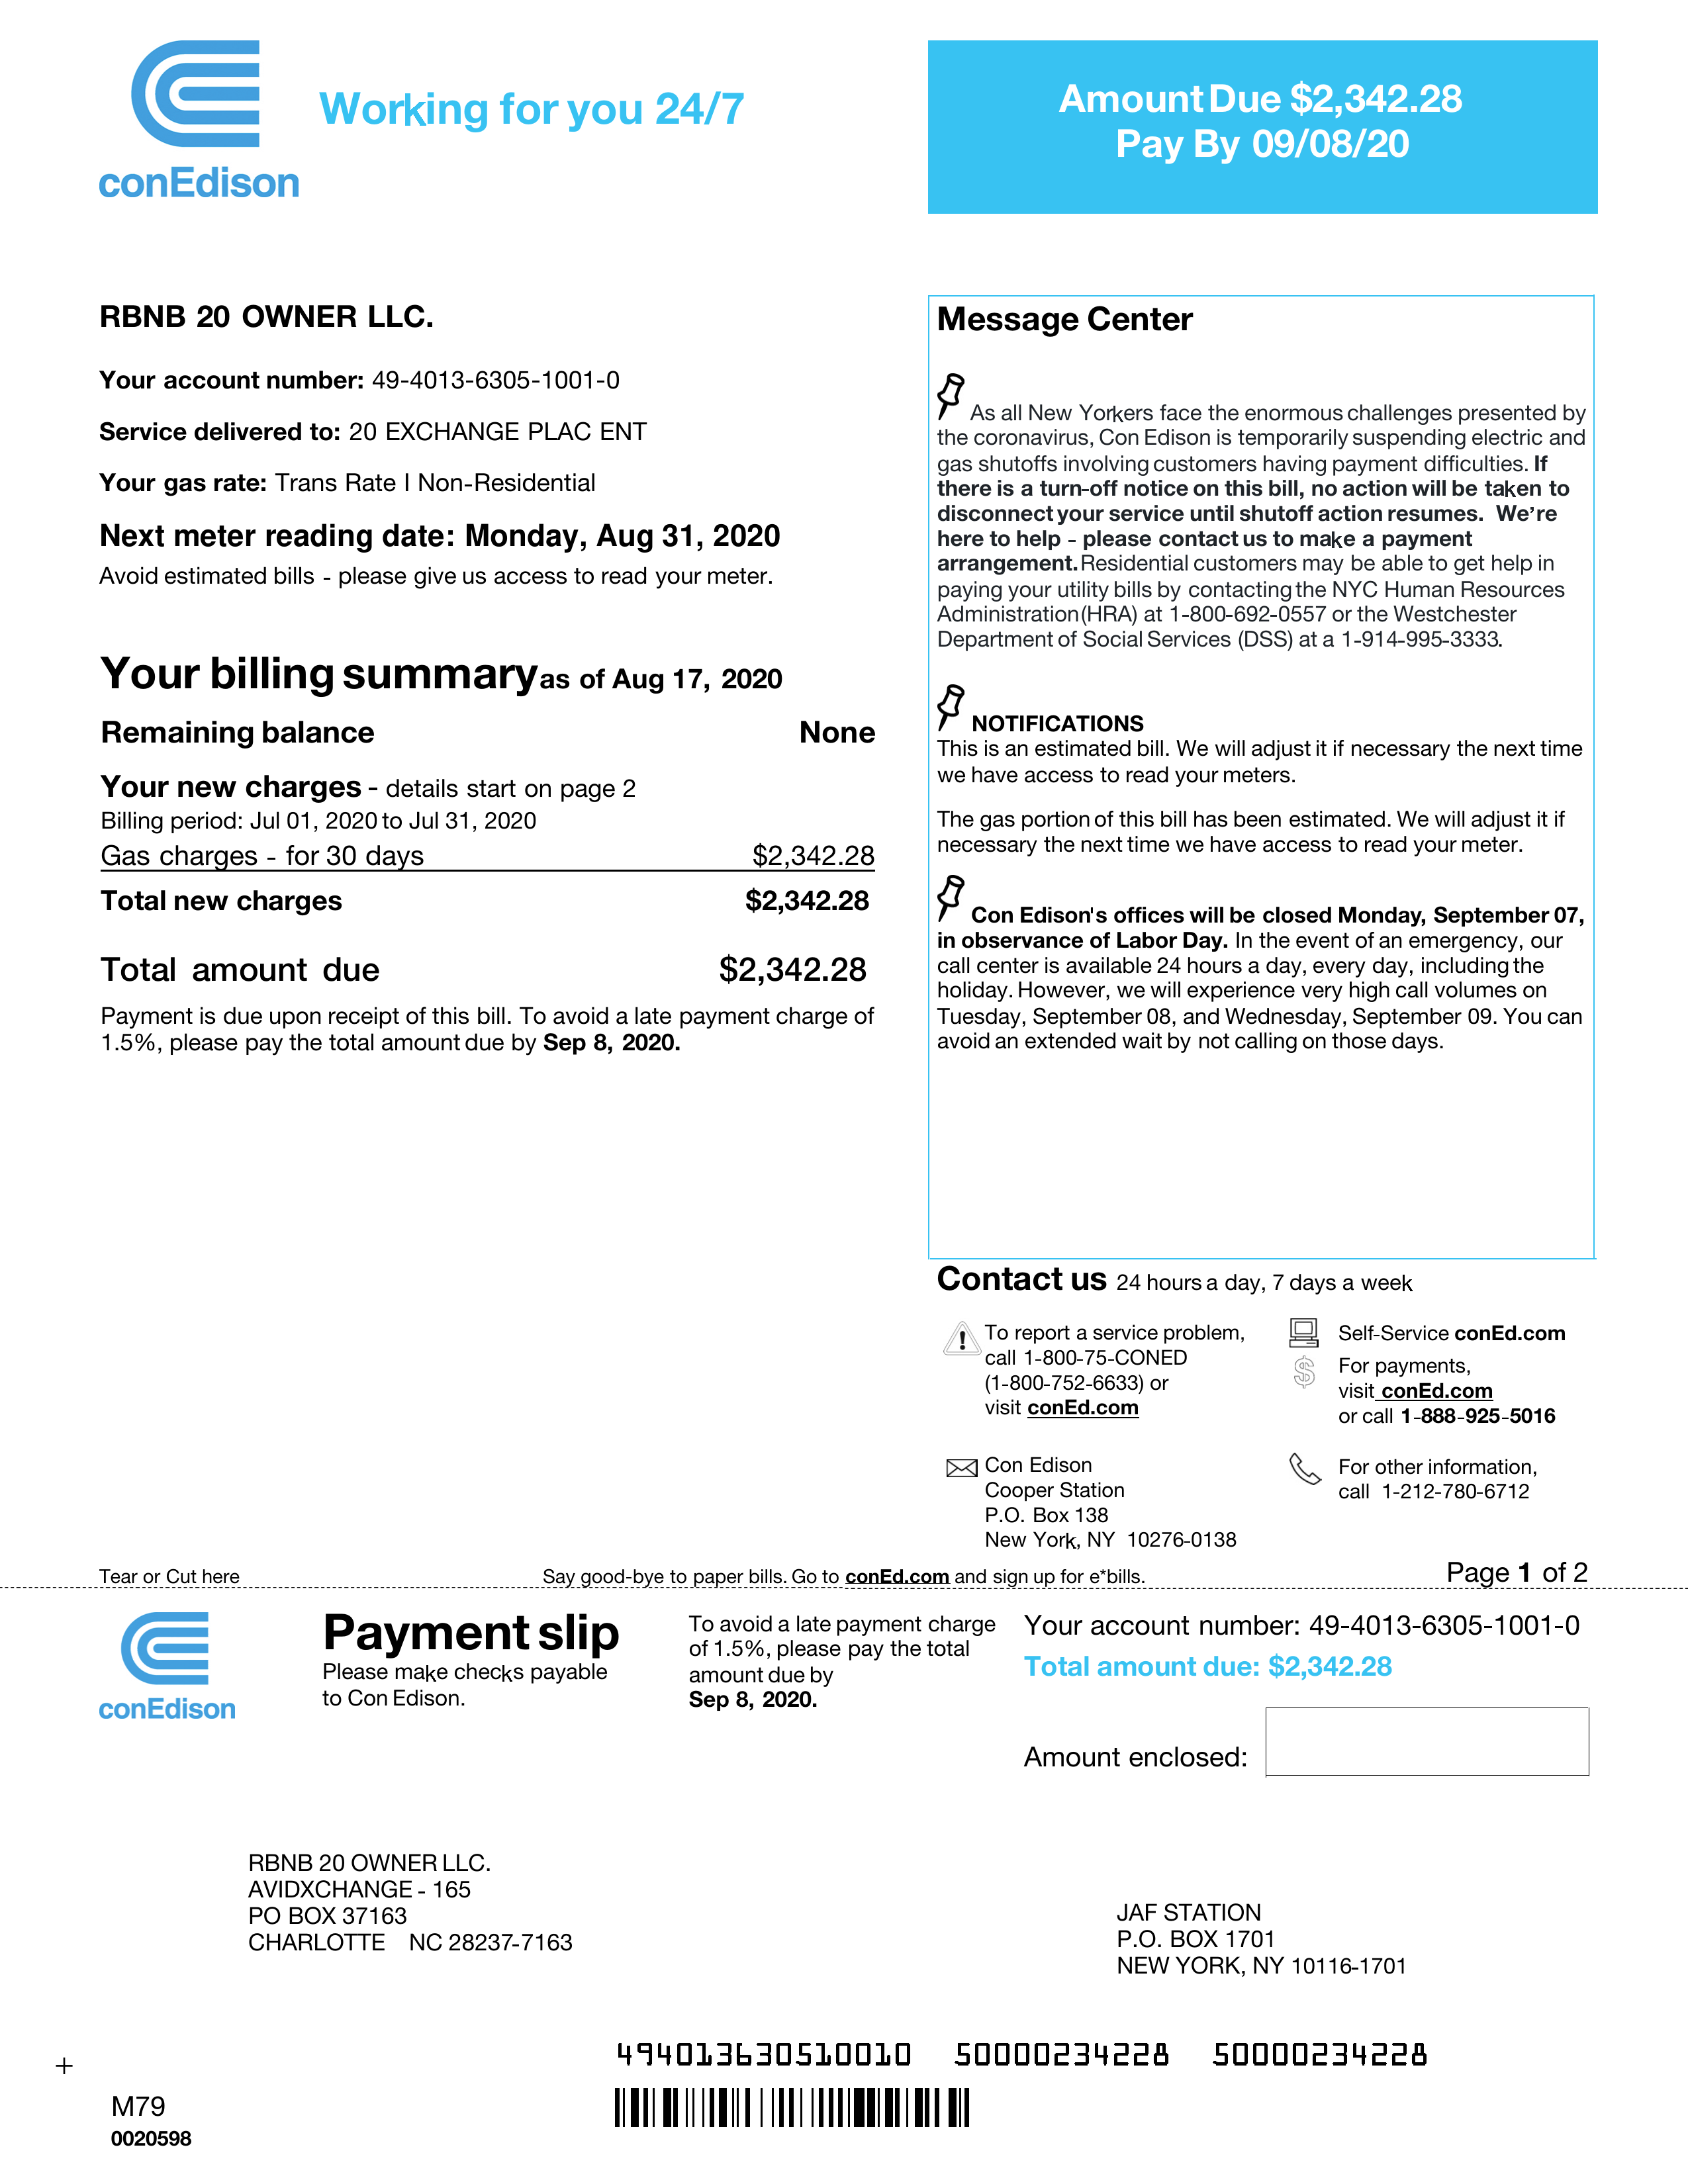 conEdison
Working for you 24/7
Amount Due $2,342.28
Pay By 09/08/20
RBNB 20 OWNER LLC.
Your account number: 49-4013-6305-1001-0
Service delivered to: 20 EXCHANGE PLAC ENT
Your gas rate: Trans Rate I Non-Residential
Next meter reading date: Monday, Aug 31, 2020
Avoid estimated bills - please give us access to read your meter.
Your billing summary as of Aug 17, 2020
Remaining balance None
Your new charges - details start on page 2
Billing period: Jul 01, 2020 to Jul 31, 2020
Gas charges - for 30 days $2,342.28
Total new charges $2,342.28
Total amount due $2,342.28
Payment is due upon receipt of this bill. To avoid a late payment charge of
1.5%, please pay the total amount due by Sep 8, 2020.
Message Center
As all New Yorkers face the enormous challenges presented by
the coronavirus, Con Edison is temporarily suspending electric and
gas shutoffs involving customers having payment difficulties. If
there is a turn-off notice on this bill, no action will be taken to
disconnect your service until shutoff action resumes. We're
here to help - please contact us to make a payment
arrangement. Residential customers may be able to get help in
paying your utility bills by contacting the NYC Human Resources
Administration (HRA) at 1-800-692-0557 or the Westchester
Department of Social Services (DSS) at a 1-914-995-3333.
NOTIFICATIONS
This is an estimated bill. We will adjust it if necessary the next time
we have access to read your meters.
The gas portion of this bill has been estimated. We will adjust it if
necessary the next time we have access to read your meter.
Con Edison's offices will be closed Monday, September 07,
in observance of Labor Day. In the event of an emergency, our
call center is available 24 hours a day, every day, including the
holiday. However, we will experience very high call volumes on
Tuesday, September 08, and Wednesday, September 09. You can
avoid an extended wait by not calling on those days.
Contact us 24 hours a day, 7 days a week
To report a service problem,
call 1-800-75-CONED
(1-800-752-6633) or
visit conEd.com
Self-Service conEd.com
For payments,
visit conEd.com
or call 1-888-925-5016
Con Edison
Cooper Station
P.O. Box 138
New York, NY 10276-0138
For other information,
call 1-212-780-6712
Tear or Cut here
Say good-bye to paper bills. Go to conEd.com and sign up for e*bills.
Page 1 of 2
conEdison
Payment slip
Please make checks payable
to Con Edison.
To avoid a late payment charge
of 1.5%, please pay the total
amount due by
Sep 8, 2020.
Your account number: 49-4013-6305-1001-0
Total amount due: $2,342.28
Amount enclosed:
RBNB 20 OWNER LLC.
AVIDXCHANGE - 165
PO BOX 37163
CHARLOTTE NC 28237-7163
JAF STATION
P.O. BOX 1701
NEW YORK, NY 10116-1701
494013630510010 50000234228 50000234228
+
M79
0020598